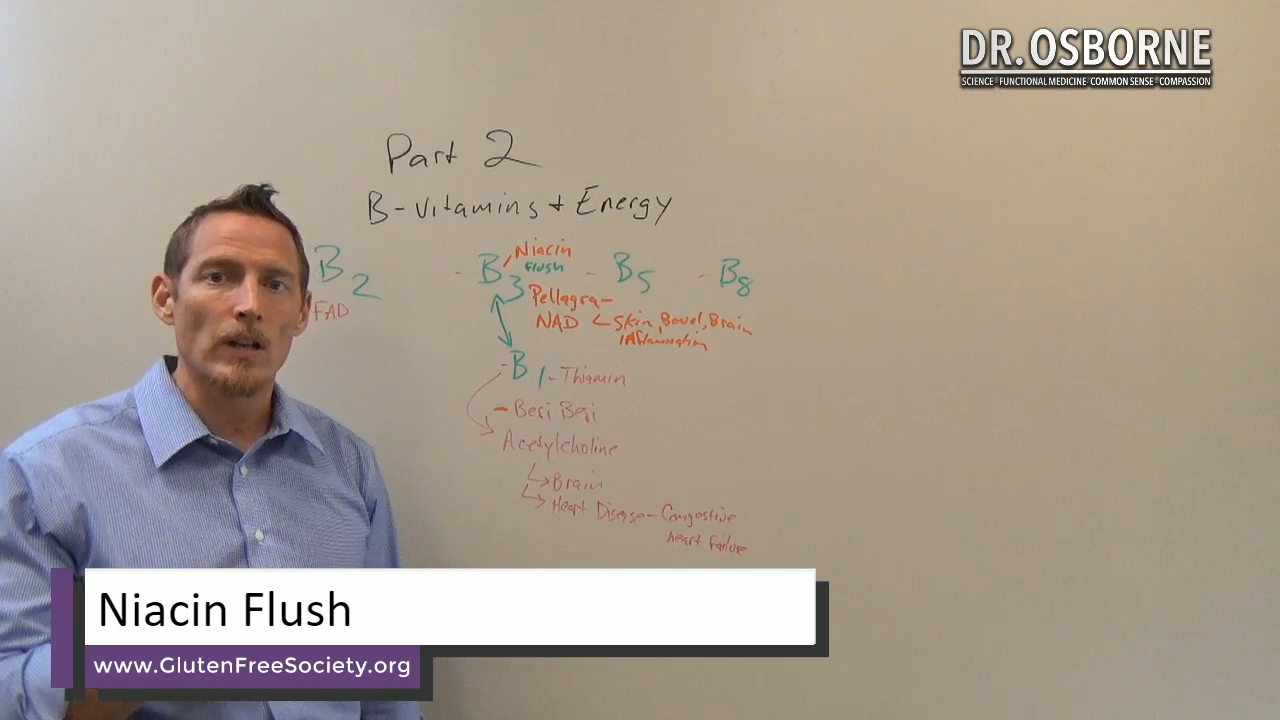 DR. OSBORNE
SCIENCE · FUNCTIONAL MEDICINE · COMMON SENSE · COMPASSION
Part 2
B-vitamins + Energy
B2
FAD
- B3 Niacin
Flush
- B5
- B8
Pellagra-
NAD Skin, Bowel, Brain
Inflammation
- B1 - Thiamin
- Beri Beri
Acetylcholine
Brain
Heart Disease - Congestive
Heart Failure
Niacin Flush
www.GlutenFreeSociety.org